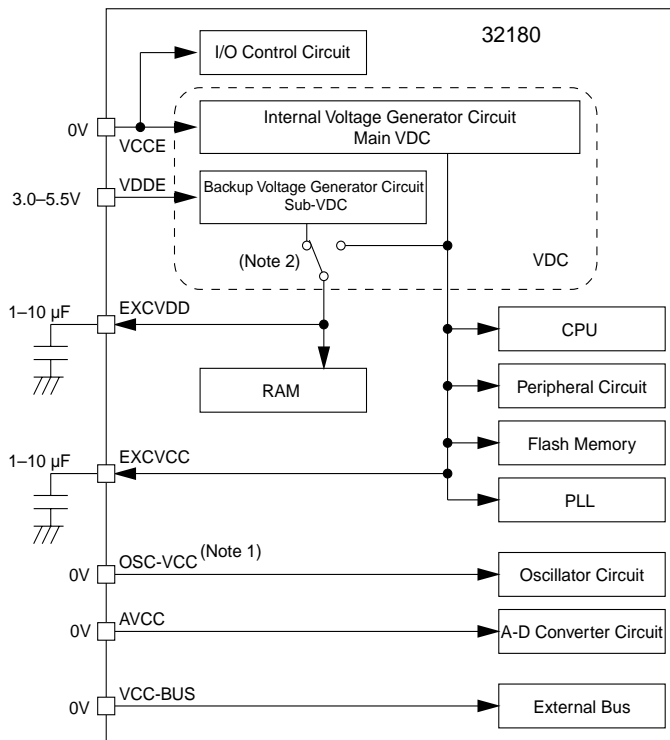 32180
I/O Control Circuit
0V
VCCE
Internal Voltage Generator Circuit
Main VDC
3.0–5.5V
VDDE
Backup Voltage Generator Circuit
Sub-VDC
(Note 2)
VDC
1–10 µF
EXCVDD
CPU
RAM
Peripheral Circuit
Flash Memory
1–10 µF
EXCVCC
PLL
0V
OSC-VCC
(Note 1)
Oscillator Circuit
0V
AVCC
A-D Converter Circuit
0V
VCC-BUS
External Bus